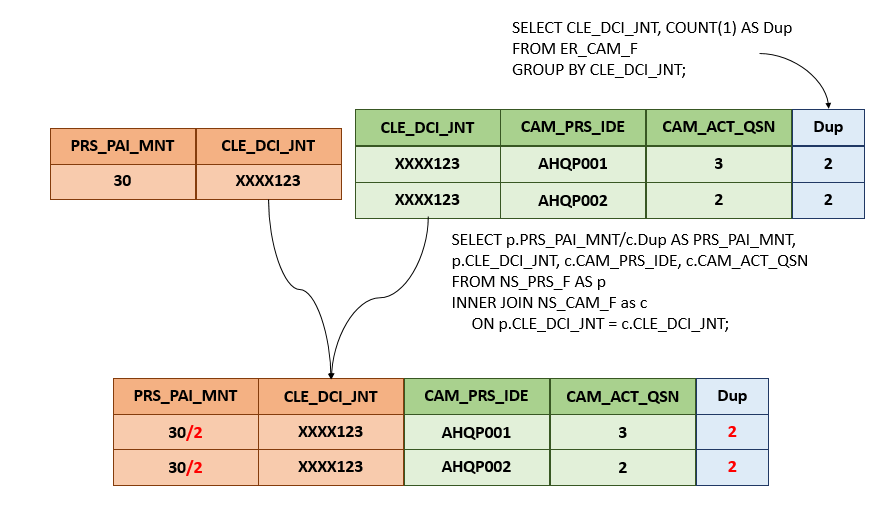 SELECT CLE_DCI_JNT, COUNT(1) AS Dup
FROM ER_CAM_F
GROUP BY CLE_DCI_JNT;
PRS_PAI_MNT CLE_DCI_JNT
30 XXXX123
CLE_DCI_JNT CAM_PRS_IDE CAM_ACT_QSN Dup
XXXX123 AHQP001 3 2
XXXX123 AHQP002 2 2
SELECT p.PRS_PAI_MNT/c.Dup AS PRS_PAI_MNT,
p.CLE_DCI_JNT, c.CAM_PRS_IDE, c.CAM_ACT_QSN
FROM NS_PRS_F AS p
INNER JOIN NS_CAM_F as c
ON p.CLE_DCI_JNT = c.CLE_DCI_JNT;
PRS_PAI_MNT CLE_DCI_JNT CAM_PRS_IDE CAM_ACT_QSN Dup
30/2 XXXX123 AHQP001 3 2
30/2 XXXX123 AHQP002 2 2